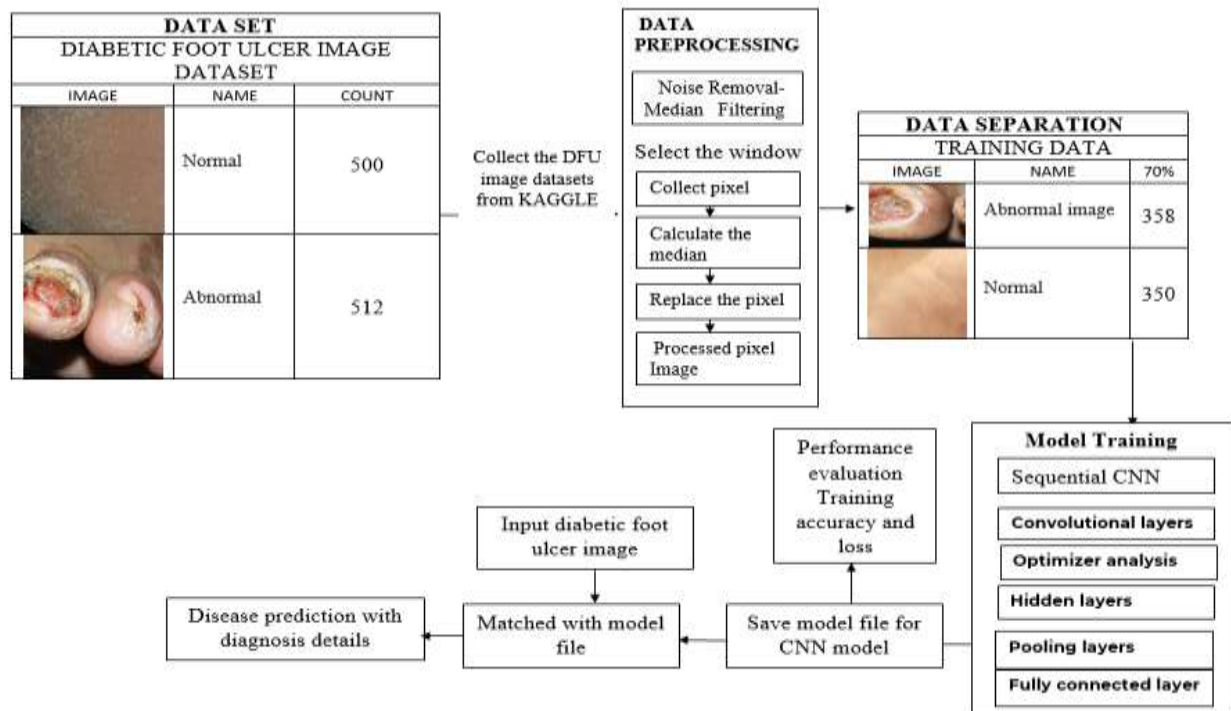 DATA SET
DIABETIC FOOT ULCER IMAGE
DATASET
IMAGE NAME COUNT
Normal 500
Abnormal 512
Collect the DFU
image datasets
from KAGGLE
DATA
PREPROCESSING
Noise Removal-
Median Filtering
Select the window
Collect pixel
Calculate the
median
Replace the pixel
Processed pixel
Image
DATA SEPARATION
TRAINING DATA
IMAGE NAME 70%
Abnormal image 358
Normal 350
Model Training
Sequential CNN
Convolutional layers
Optimizer analysis
Hidden layers
Pooling layers
Fully connected layer
Performance
evaluation
Training
accuracy and
loss
Save model file for
CNN model
Input diabetic foot
ulcer image
Matched with model
file
Disease prediction with
diagnosis details